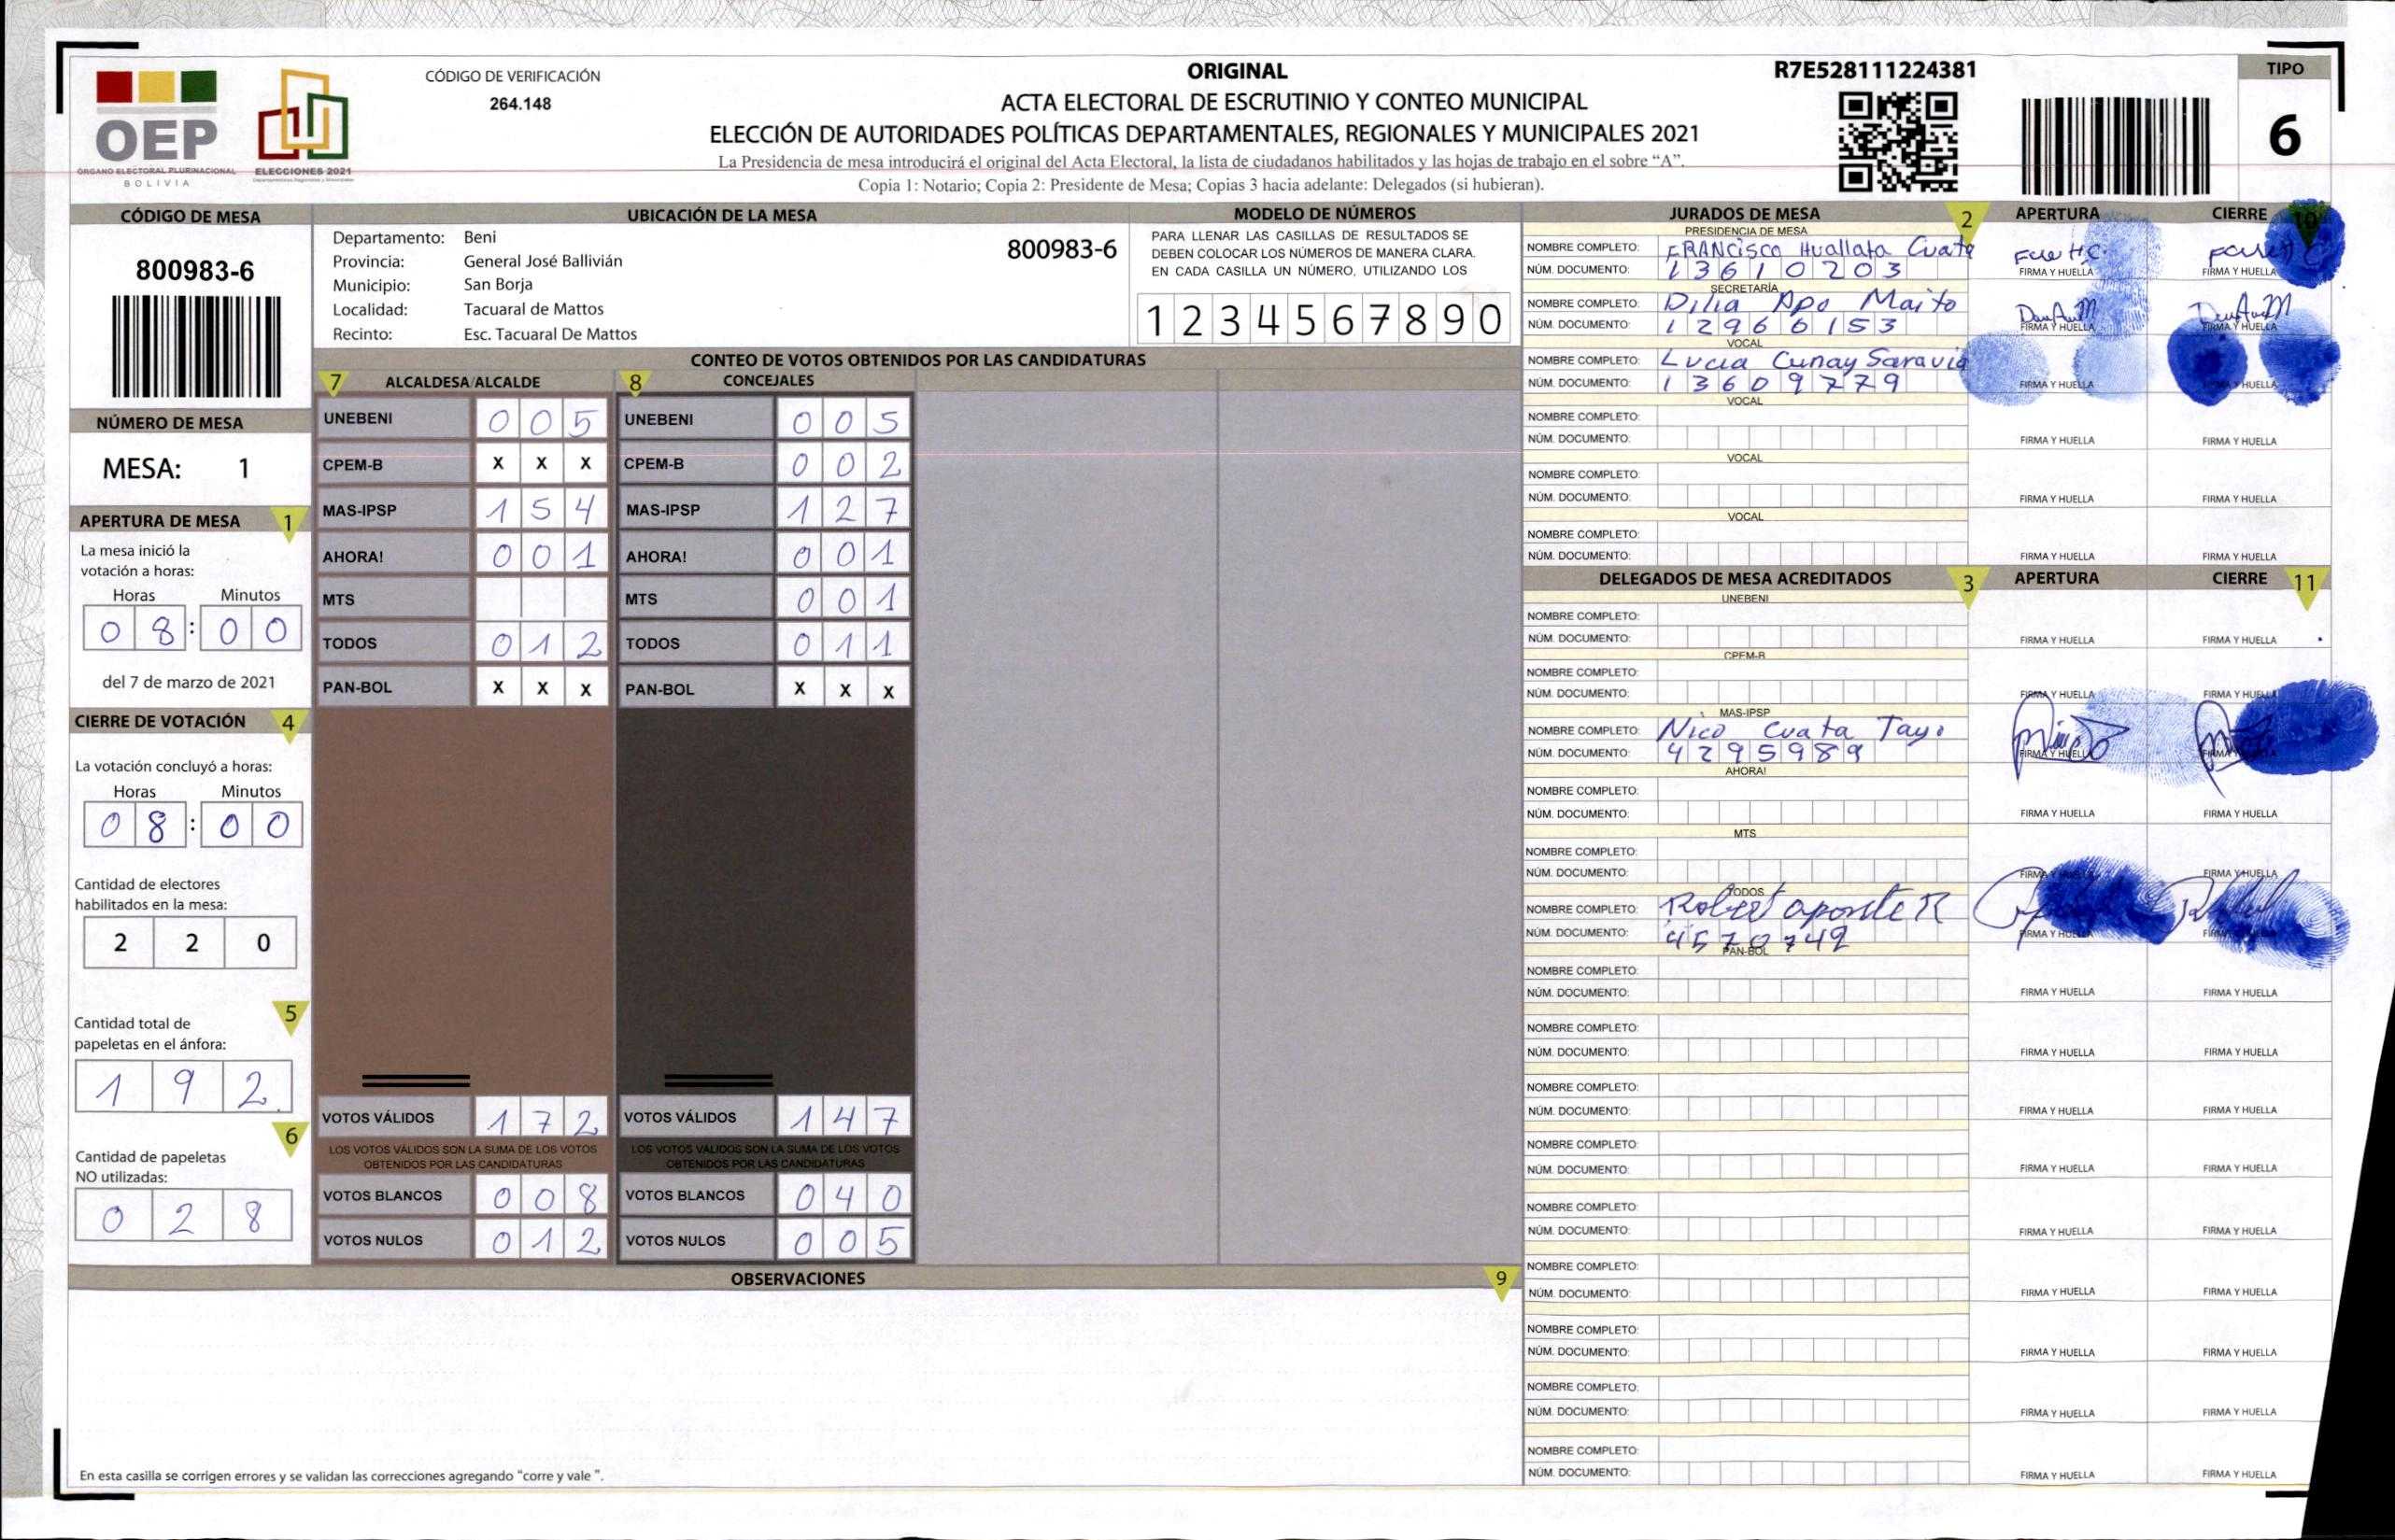 OEP
ÓRGANO ELECTORAL PLURINACIONAL
BOLIVIA
ELECCIONES 2021
CÓDIGO DE VERIFICACIÓN
264.148
ORIGINAL
ACTA ELECTORAL DE ESCRUTINIO Y CONTEO MUNICIPAL
ELECCIÓN DE AUTORIDADES POLÍTICAS DEPARTAMENTALES, REGIONALES Y MUNICIPALES 2021
La Presidencia de mesa introducirá el original del Acta Electoral, la lista de ciudadanos habilitados y las hojas de trabajo en el sobre “A”.
Copia 1: Notario; Copia 2: Presidente de Mesa; Copias 3 hacia adelante: Delegados (si hubieran).
R7E528111224381
TIPO
6
CÓDIGO DE MESA
800983-6
NÚMERO DE MESA
MESA: 1
APERTURA DE MESA 1
La mesa inició la
votación a horas:
Horas Minutos
0 8 : 0 0
del 7 de marzo de 2021
CIERRE DE VOTACIÓN 4
La votación concluyó a horas:
Horas Minutos
0 8 : 0 0
Cantidad de electores
habilitados en la mesa:
2 2 0
5
Cantidad total de
papeletas en el ánfora:
1 9 2
6
Cantidad de papeletas
NO utilizadas:
0 2 8
UBICACIÓN DE LA MESA
Departamento: Beni
Provincia: General José Ballivián
Municipio: San Borja
Localidad: Tacuaral de Mattos
Recinto: Esc. Tacuaral De Mattos
800983-6
MODELO DE NÚMEROS
PARA LLENAR LAS CASILLAS DE RESULTADOS SE
DEBEN COLOCAR LOS NÚMEROS DE MANERA CLARA.
EN CADA CASILLA UN NÚMERO, UTILIZANDO LOS
1 2 3 4 5 6 7 8 9 0
CONTEO DE VOTOS OBTENIDOS POR LAS CANDIDATURAS
7 ALCALDESA/ALCALDE
UNEBENI 0 0 5
CPEM-B X X X
MAS-IPSP 1 5 4
AHORA! 0 0 1
MTS
TODOS 0 1 2
PAN-BOL X X X
VOTOS VÁLIDOS 1 7 2
LOS VOTOS VÁLIDOS SON LA SUMA DE LOS VOTOS
OBTENIDOS POR LAS CANDIDATURAS
VOTOS BLANCOS 0 0 8
VOTOS NULOS 0 1 2
8 CONCEJALES
UNEBENI 0 0 5
CPEM-B 0 0 2
MAS-IPSP 1 2 7
AHORA! 0 0 1
MTS 0 0 1
TODOS 0 1 1
PAN-BOL X X X
VOTOS VÁLIDOS 1 4 7
LOS VOTOS VÁLIDOS SON LA SUMA DE LOS VOTOS
OBTENIDOS POR LAS CANDIDATURAS
VOTOS BLANCOS 0 4 0
VOTOS NULOS 0 0 5
OBSERVACIONES 9
En esta casilla se corrigen errores y se validan las correcciones agregando “corre y vale ”.
JURADOS DE MESA 2 APERTURA CIERRE 10
PRESIDENCIA DE MESA
NOMBRE COMPLETO: FRANCisco Huallata Cuata
NÚM. DOCUMENTO: 1 3 6 1 0 2 0 3 FIRMA Y HUELLA FIRMA Y HUELLA
SECRETARÍA
NOMBRE COMPLETO: Dilia Apo Maito
NÚM. DOCUMENTO: 1 2 9 6 6 1 5 3 FIRMA Y HUELLA FIRMA Y HUELLA
VOCAL
NOMBRE COMPLETO: Lucia Cunay Saravia
NÚM. DOCUMENTO: 1 3 6 0 9 7 7 9 FIRMA Y HUELLA FIRMA Y HUELLA
VOCAL
NOMBRE COMPLETO:
NÚM. DOCUMENTO: FIRMA Y HUELLA FIRMA Y HUELLA
VOCAL
NOMBRE COMPLETO:
NÚM. DOCUMENTO: FIRMA Y HUELLA FIRMA Y HUELLA
VOCAL
NOMBRE COMPLETO:
NÚM. DOCUMENTO: FIRMA Y HUELLA FIRMA Y HUELLA
DELEGADOS DE MESA ACREDITADOS 3 APERTURA CIERRE 11
UNEBENI
NOMBRE COMPLETO:
NÚM. DOCUMENTO: FIRMA Y HUELLA FIRMA Y HUELLA
CPEM-B
NOMBRE COMPLETO:
NÚM. DOCUMENTO: FIRMA Y HUELLA FIRMA Y HUELLA
MAS-IPSP
NOMBRE COMPLETO: Nico Cuata Tayo
NÚM. DOCUMENTO: 4 2 9 5 9 8 9 FIRMA Y HUELLA FIRMA Y HUELLA
AHORA!
NOMBRE COMPLETO:
NÚM. DOCUMENTO: FIRMA Y HUELLA FIRMA Y HUELLA
MTS
NOMBRE COMPLETO:
NÚM. DOCUMENTO: FIRMA Y HUELLA FIRMA Y HUELLA
TODOS
NOMBRE COMPLETO: Robert aponte R
NÚM. DOCUMENTO: 4 5 7 0 7 4 9 FIRMA Y HUELLA FIRMA Y HUELLA
PAN-BOL
NOMBRE COMPLETO:
NÚM. DOCUMENTO: FIRMA Y HUELLA FIRMA Y HUELLA
NOMBRE COMPLETO:
NÚM. DOCUMENTO: FIRMA Y HUELLA FIRMA Y HUELLA
NOMBRE COMPLETO:
NÚM. DOCUMENTO: FIRMA Y HUELLA FIRMA Y HUELLA
NOMBRE COMPLETO:
NÚM. DOCUMENTO: FIRMA Y HUELLA FIRMA Y HUELLA
NOMBRE COMPLETO:
NÚM. DOCUMENTO: FIRMA Y HUELLA FIRMA Y HUELLA
NOMBRE COMPLETO:
NÚM. DOCUMENTO: FIRMA Y HUELLA FIRMA Y HUELLA
NOMBRE COMPLETO:
NÚM. DOCUMENTO: FIRMA Y HUELLA FIRMA Y HUELLA
NOMBRE COMPLETO:
NÚM. DOCUMENTO: FIRMA Y HUELLA FIRMA Y HUELLA
NOMBRE COMPLETO:
NÚM. DOCUMENTO: FIRMA Y HUELLA FIRMA Y HUELLA